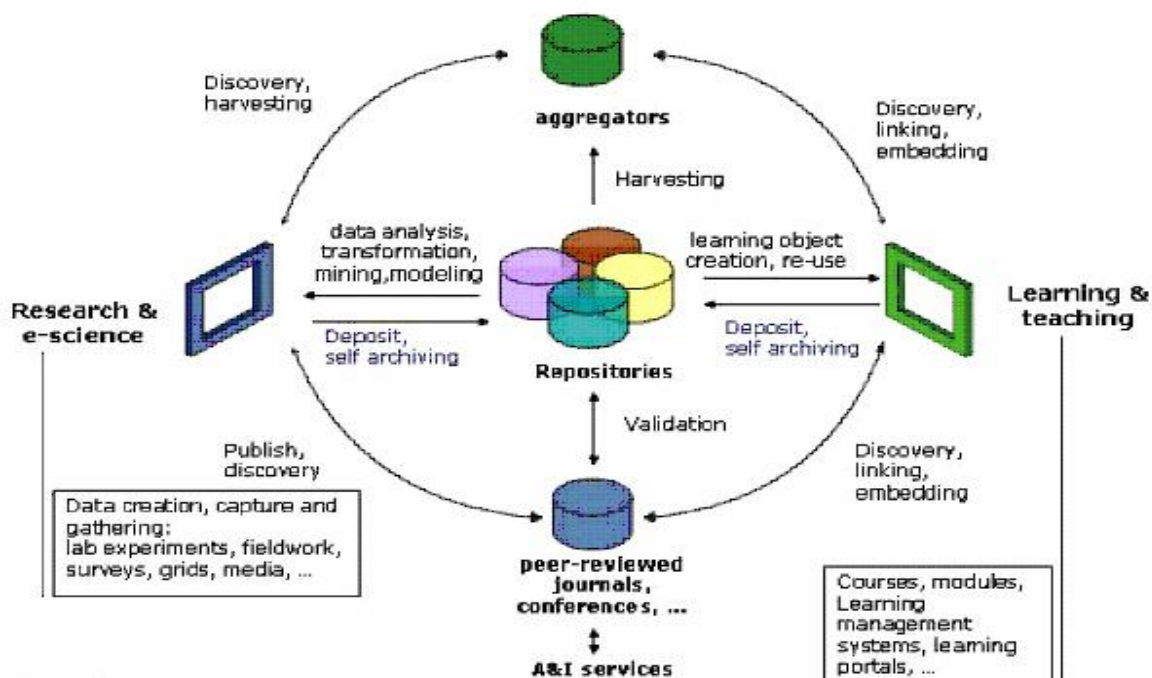 Discovery,
harvesting
aggregators
Discovery,
linking,
embedding
Harvesting
data analysis,
transformation,
mining,modeling
learning object
creation, re-use
Research &
e-science
Learning &
teaching
Deposit,
self archiving
Deposit,
self archiving
Repositories
Validation
Publish,
discovery
Discovery,
linking,
embedding
Data creation, capture and
gathering:
lab experiments, fieldwork,
surveys, grids, media, ...
peer-reviewed
journals,
conferences, ...
Courses, modules,
Learning
management
systems, learning
portals, ...
A&I services